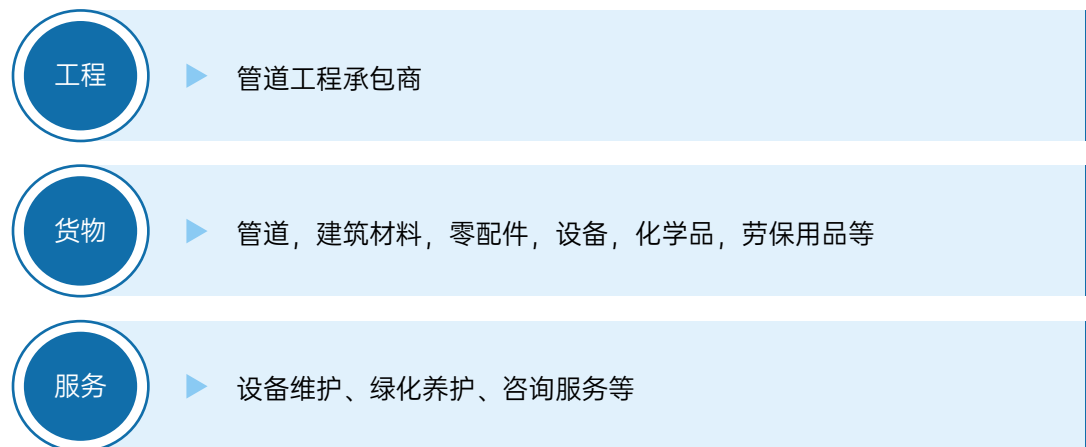 工程
管道工程承包商
货物
管道，建筑材料，零配件，设备，化学品，劳保用品等
服务
设备维护、绿化养护、咨询服务等